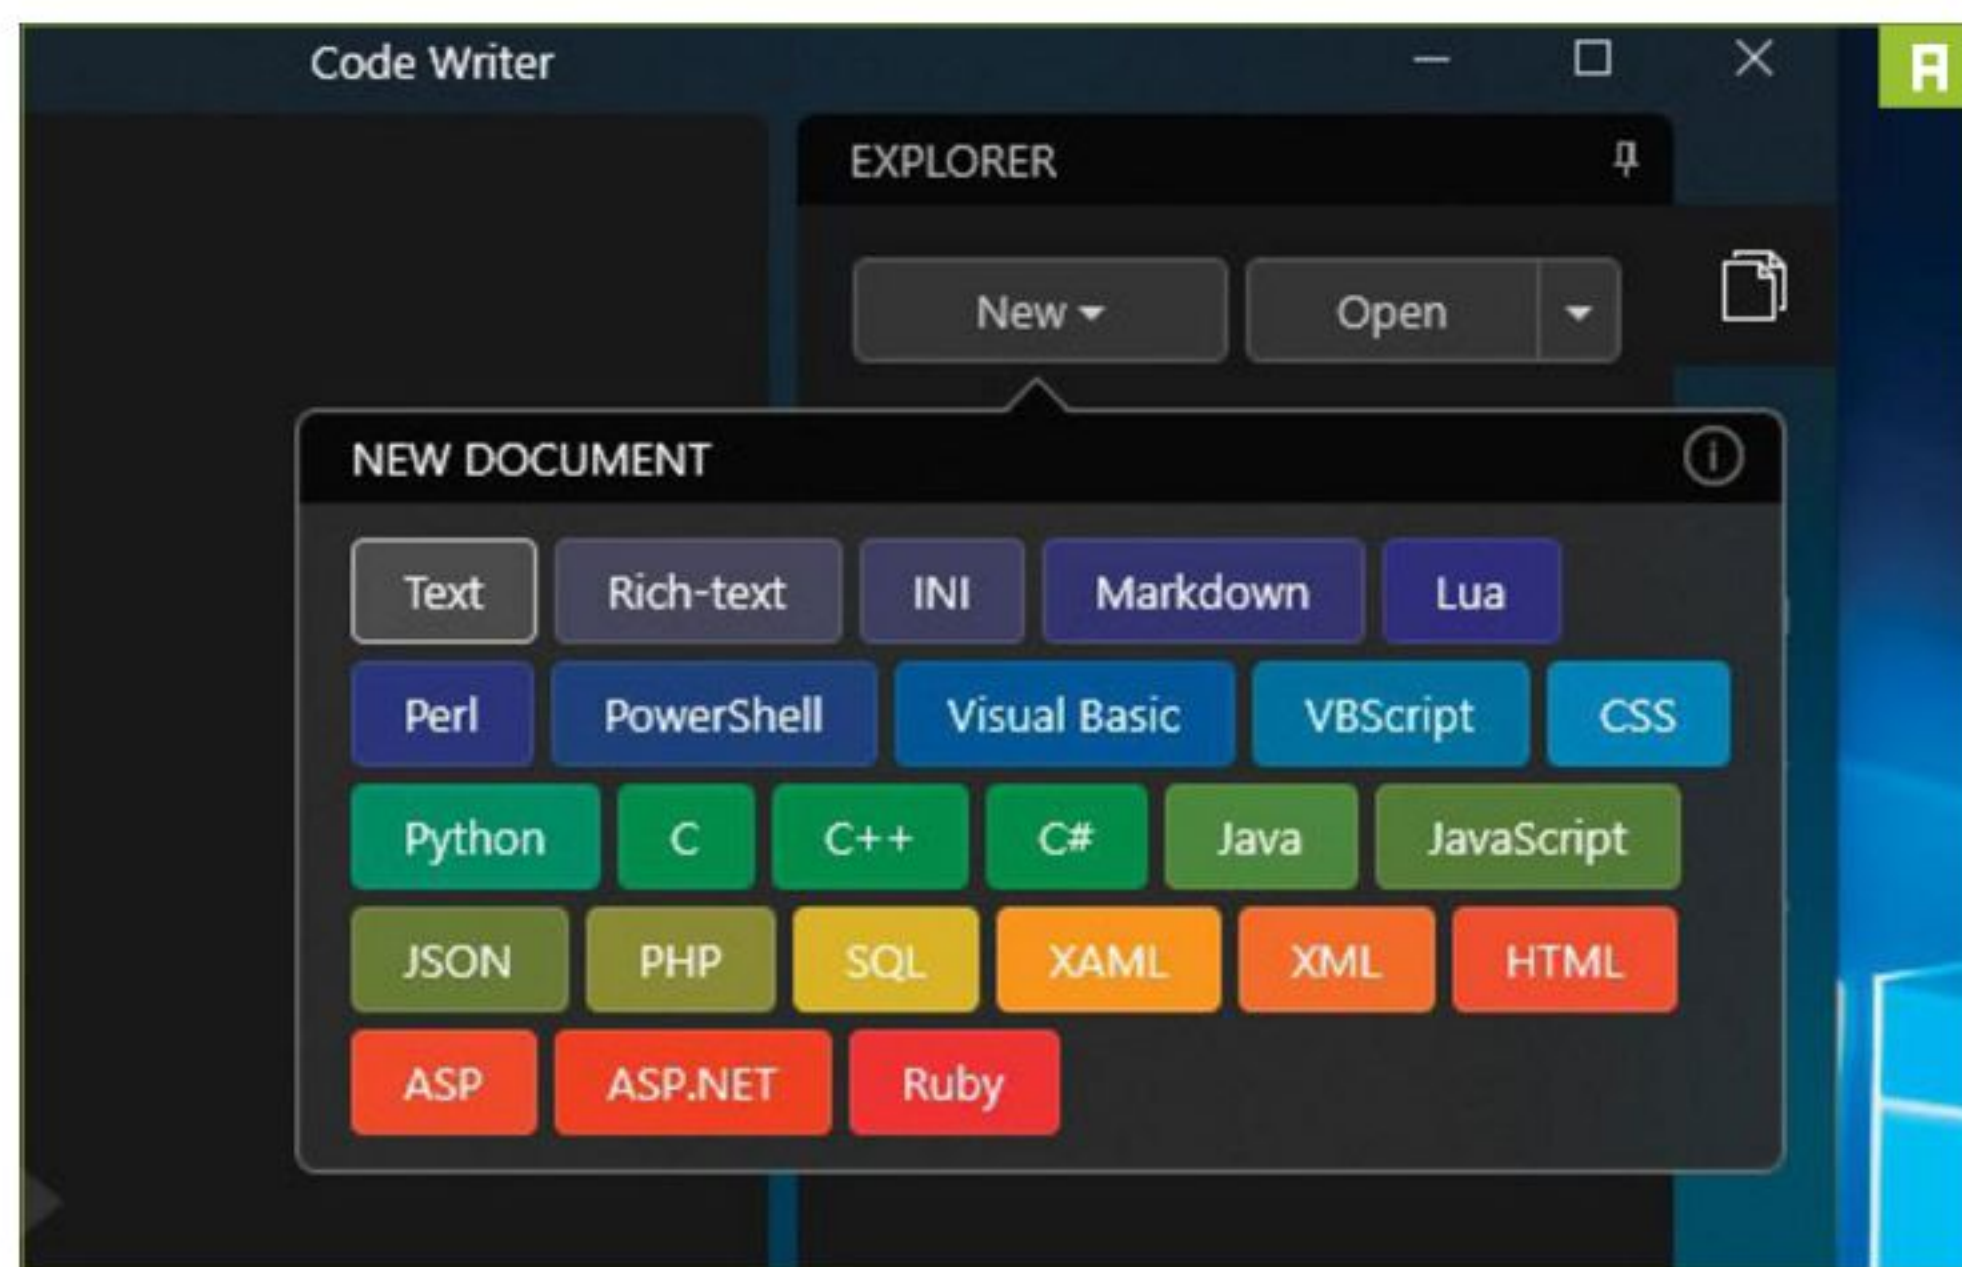 Code Writer
A
EXPLORER
New Open
NEW DOCUMENT
Text Rich-text INI Markdown Lua
Perl PowerShell Visual Basic VBScript CSS
Python C C++ C# Java JavaScript
JSON PHP SQL XAML XML HTML
ASP ASP.NET Ruby